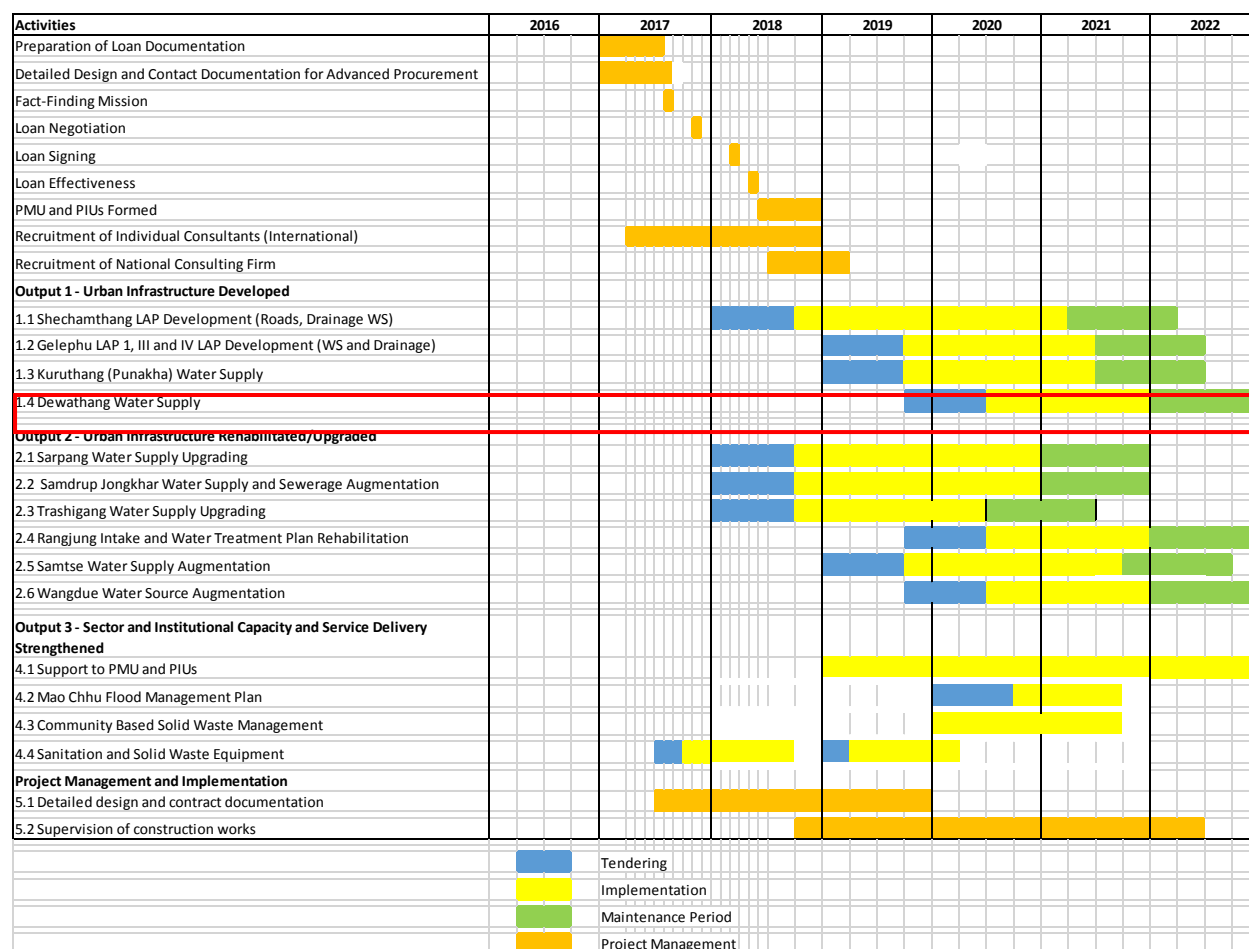 Activities 2016 2017 2018 2019 2020 2021 2022
Preparation of Loan Documentation
Detailed Design and Contact Documentation for Advanced Procurement
Fact-Finding Mission
Loan Negotiation
Loan Signing
Loan Effectiveness
PMU and PIUs Formed
Recruitment of Individual Consultants (International)
Recruitment of National Consulting Firm
Output 1 - Urban Infrastructure Developed
1.1 Shechamthang LAP Development (Roads, Drainage WS)
1.2 Gelephu LAP 1, III and IV LAP Development (WS and Drainage)
1.3 Kuruthang (Punakha) Water Supply
1.4 Dewathang Water Supply
Output 2 - Urban Infrastructure Rehabilitated/Upgraded
2.1 Sarpang Water Supply Upgrading
2.2 Samdrup Jongkhar Water Supply and Sewerage Augmentation
2.3 Trashigang Water Supply Upgrading
2.4 Rangjung Intake and Water Treatment Plan Rehabilitation
2.5 Samtse Water Supply Augmentation
2.6 Wangdue Water Source Augmentation
Output 3 - Sector and Institutional Capacity and Service Delivery
Strengthened
4.1 Support to PMU and PIUs
4.2 Mao Chhu Flood Management Plan
4.3 Community Based Solid Waste Management
4.4 Sanitation and Solid Waste Equipment
Project Management and Implementation
5.1 Detailed design and contract documentation
5.2 Supervision of construction works
Tendering
Implementation
Maintenance Period
Project Management